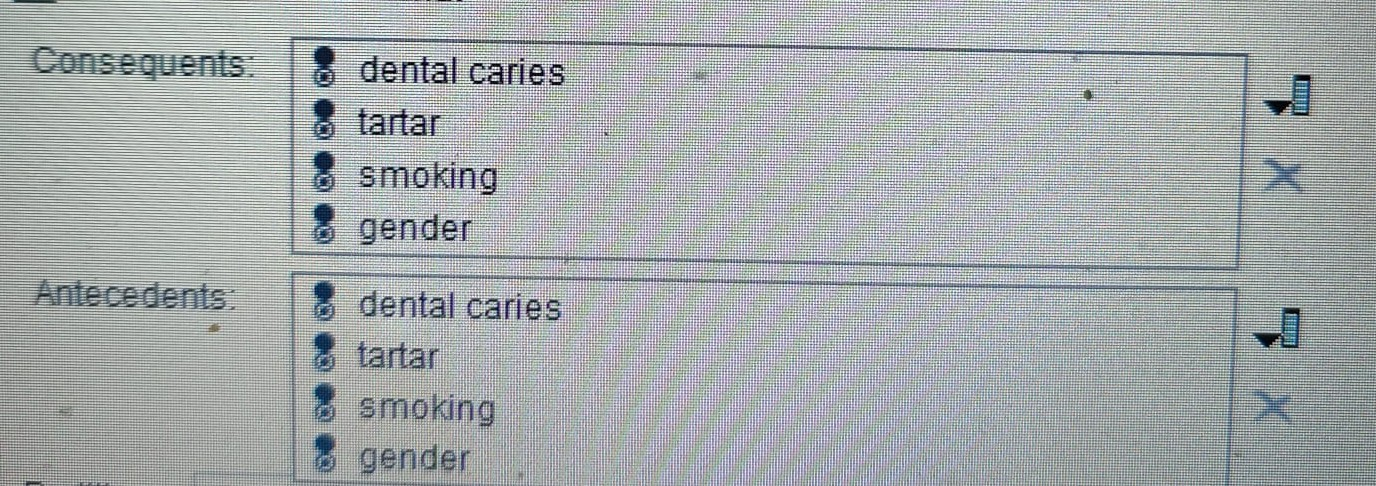 Consequents:
dental caries
tartar
smoking
gender
Antecedents:
dental caries
tartar
smoking
gender